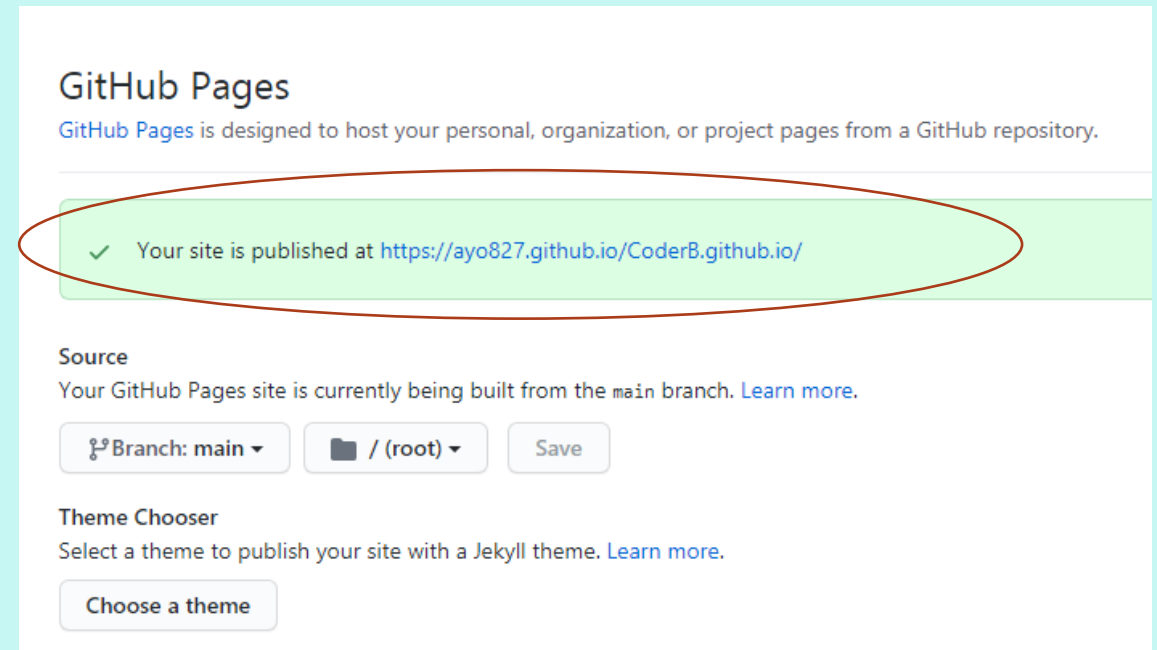 GitHub Pages
GitHub Pages is designed to host your personal, organization, or project pages from a GitHub repository.
Your site is published at https://ayo827.github.io/CoderB.github.io/
Source
Your GitHub Pages site is currently being built from the main branch. Learn more.
Branch: main / (root) Save
Theme Chooser
Select a theme to publish your site with a Jekyll theme. Learn more.
Choose a theme